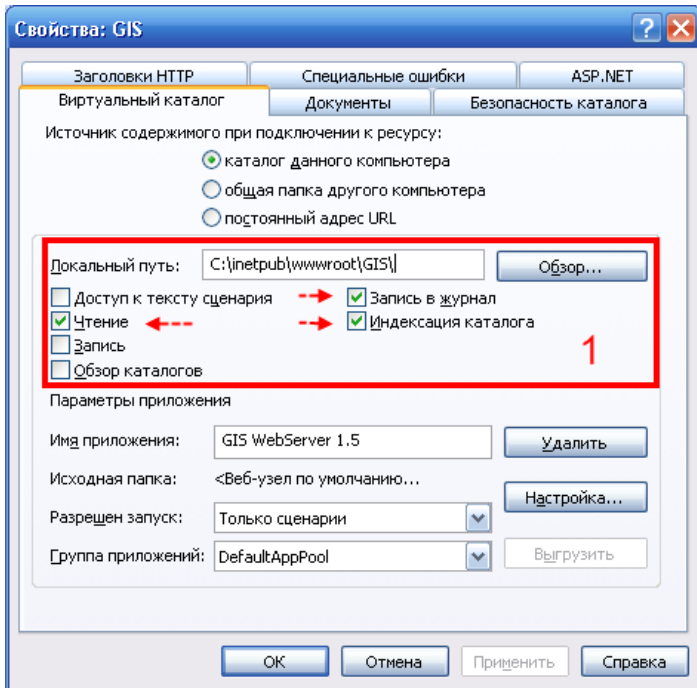 Свойства: GIS
Заголовки HTTP
Специальные ошибки
ASP.NET
Виртуальный каталог
Документы
Безопасность каталога
Источник содержимого при подключении к ресурсу:
каталог данного компьютера
общая папка другого компьютера
постоянный адрес URL
Локальный путь: C:\inetpub\wwwroot\GIS\ Обзор...
Доступ к тексту сценария Запись в журнал
Чтение Индексация каталога
Запись
1
Обзор каталогов
Параметры приложения
Имя приложения: GIS WebServer 1.5 Удалить
Исходная папка: <Веб-узел по умолчанию...
Настройка...
Разрешен запуск: Только сценарии
Группа приложений: DefaultAppPool Выгрузить
ОК Отмена Применить Справка